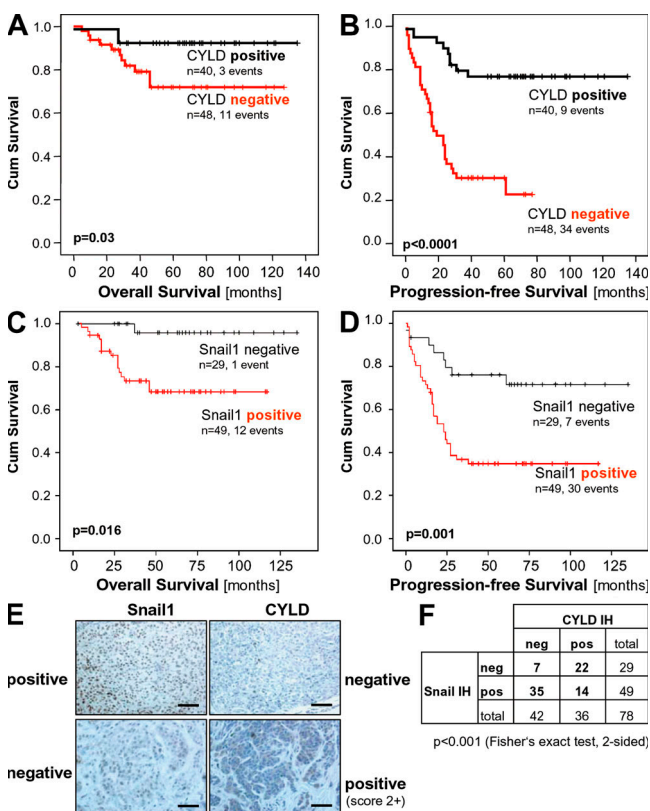 A
Cum Survival
1.0
0.8
0.6
0.4
0.2
0.0
CYLD positive
n=40, 3 events
CYLD negative
n=48, 11 events
p=0.03
0 20 40 60 80 100 120 140
Overall Survival [months]
B
Cum Survival
1.0
0.8
0.6
0.4
0.2
0.0
CYLD positive
n=40, 9 events
CYLD negative
n=48, 34 events
p<0.0001
0 20 40 60 80 100 120 140
Progression-free Survival [months]
C
Cum Survival
1.0
0.8
0.6
0.4
0.2
0.0
Snail1 negative
n=29, 1 event
Snail1 positive
n=49, 12 events
p=0.016
0 25 50 75 100 125
Overall Survival [months]
D
Cum Survival
1.0
0.8
0.6
0.4
0.2
0.0
Snail1 negative
n=29, 7 events
Snail1 positive
n=49, 30 events
p=0.001
0 25 50 75 100 125
Progression-free Survival [months]
E
Snail1 CYLD
positive negative
negative positive
(score 2+)
F
CYLD IH
neg pos total
Snail IH
neg 7 22 29
pos 35 14 49
total 42 36 78
p<0.001 (Fisher's exact test, 2-sided)